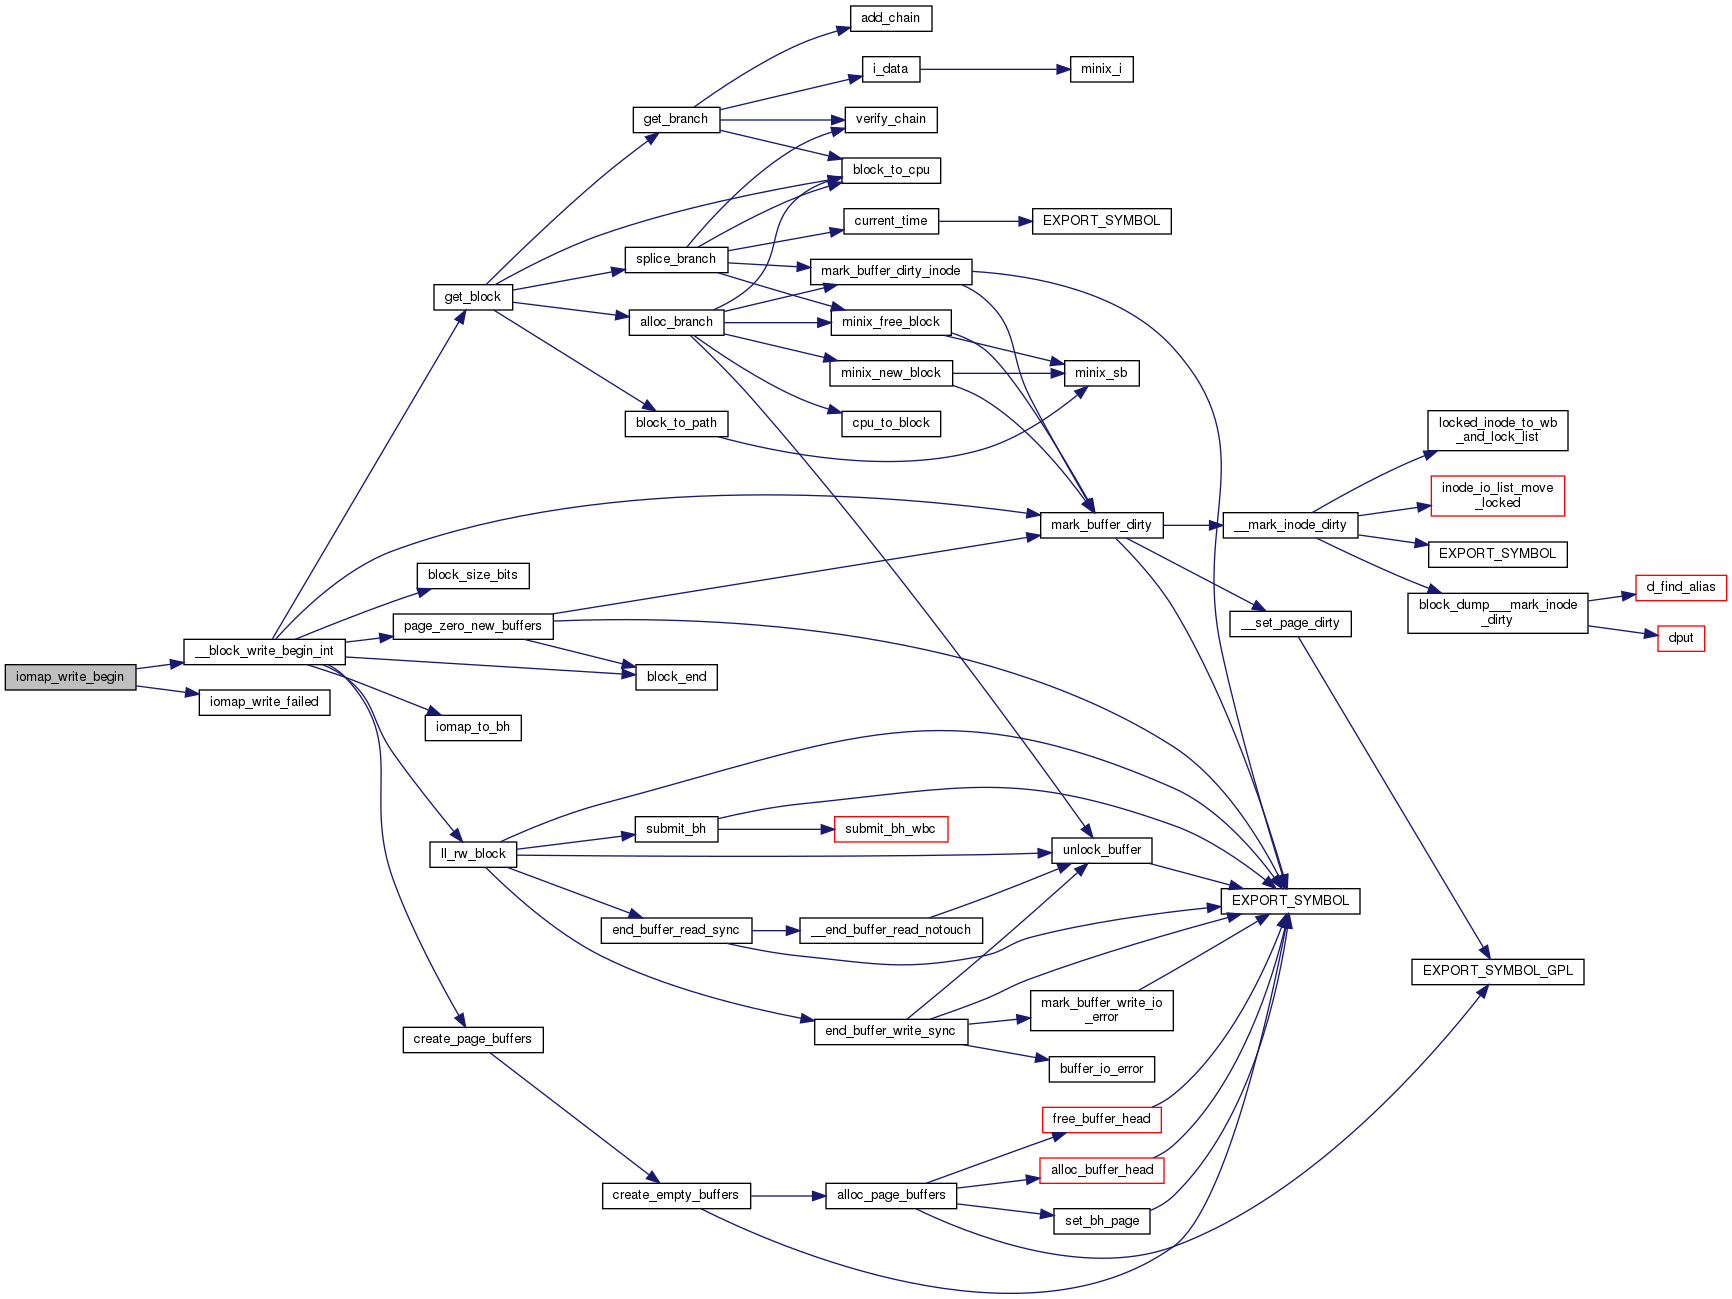 add_chain
i_data
minix_i
get_branch
verify_chain
block_to_cpu
current_time
EXPORT_SYMBOL
splice_branch
mark_buffer_dirty_inode
get_block
alloc_branch
minix_free_block
minix_new_block
minix_sb
block_to_path
cpu_to_block
locked_inode_to_wb
_and_lock_list
inode_io_list_move
_locked
mark_buffer_dirty
__mark_inode_dirty
EXPORT_SYMBOL
block_size_bits
d_find_alias
block_dump___mark_inode
_dirty
page_zero_new_buffers
__set_page_dirty
dput
__block_write_begin_int
iomap_write_begin
block_end
iomap_write_failed
iomap_to_bh
submit_bh
submit_bh_wbc
ll_rw_block
unlock_buffer
EXPORT_SYMBOL
end_buffer_read_sync
__end_buffer_read_notouch
EXPORT_SYMBOL_GPL
mark_buffer_write_io
_error
end_buffer_write_sync
create_page_buffers
buffer_io_error
free_buffer_head
alloc_buffer_head
create_empty_buffers
alloc_page_buffers
set_bh_page